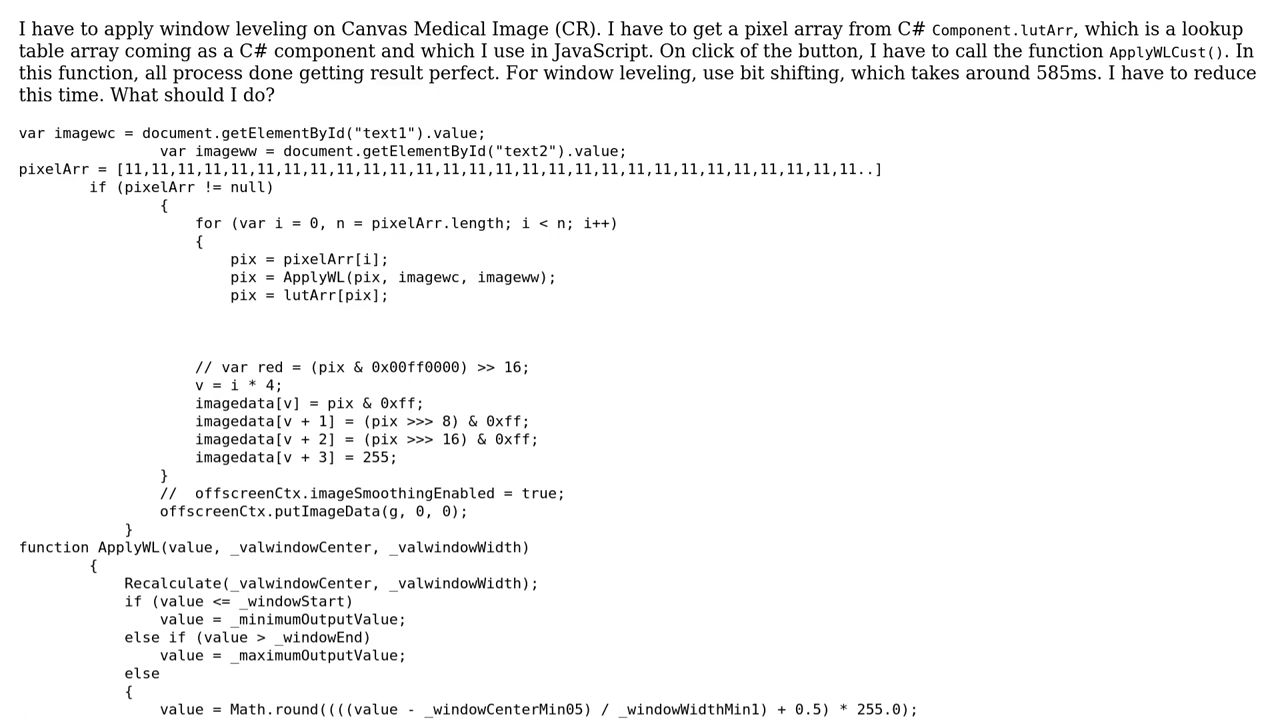 I have to apply window leveling on Canvas Medical Image (CR). I have to get a pixel array from C# Component.lutArr, which is a lookup
table array coming as a C# component and which I use in JavaScript. On click of the button, I have to call the function ApplyWLCust(). In
this function, all process done getting result perfect. For window leveling, use bit shifting, which takes around 585ms. I have to reduce
this time. What should I do?
var imagewc = document.getElementById("text1").value;
                var imageww = document.getElementById("text2").value;
pixelArr = [11,11,11,11,11,11,11,11,11,11,11,11,11,11,11,11,11,11,11,11,11,11,11,11,11,11,11,11..]
        if (pixelArr != null)
                {
                    for (var i = 0, n = pixelArr.length; i < n; i++)
                    {
                        pix = pixelArr[i];
                        pix = ApplyWL(pix, imagewc, imageww);
                        pix = lutArr[pix];
                    // var red = (pix & 0x00ff0000) >> 16;
                    v = i * 4;
                    imagedata[v] = pix & 0xff;
                    imagedata[v + 1] = (pix >>> 8) & 0xff;
                    imagedata[v + 2] = (pix >>> 16) & 0xff;
                    imagedata[v + 3] = 255;
                }
                //  offscreenCtx.imageSmoothingEnabled = true;
                offscreenCtx.putImageData(g, 0, 0);
            }
function ApplyWL(value, _valwindowCenter, _valwindowWidth)
        {
            Recalculate(_valwindowCenter, _valwindowWidth);
            if (value <= _windowStart)
                value = _minimumOutputValue;
            else if (value > _windowEnd)
                value = _maximumOutputValue;
            else
            {
                value = Math.round((((value - _windowCenterMin05) / _windowWidthMin1) + 0.5) * 255.0);